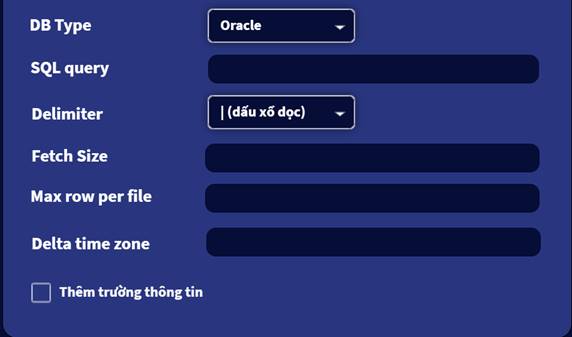 DB Type Oracle
SQL query
Delimiter | (dấu xổ dọc)
Fetch Size
Max row per file
Delta time zone
Thêm trường thông tin